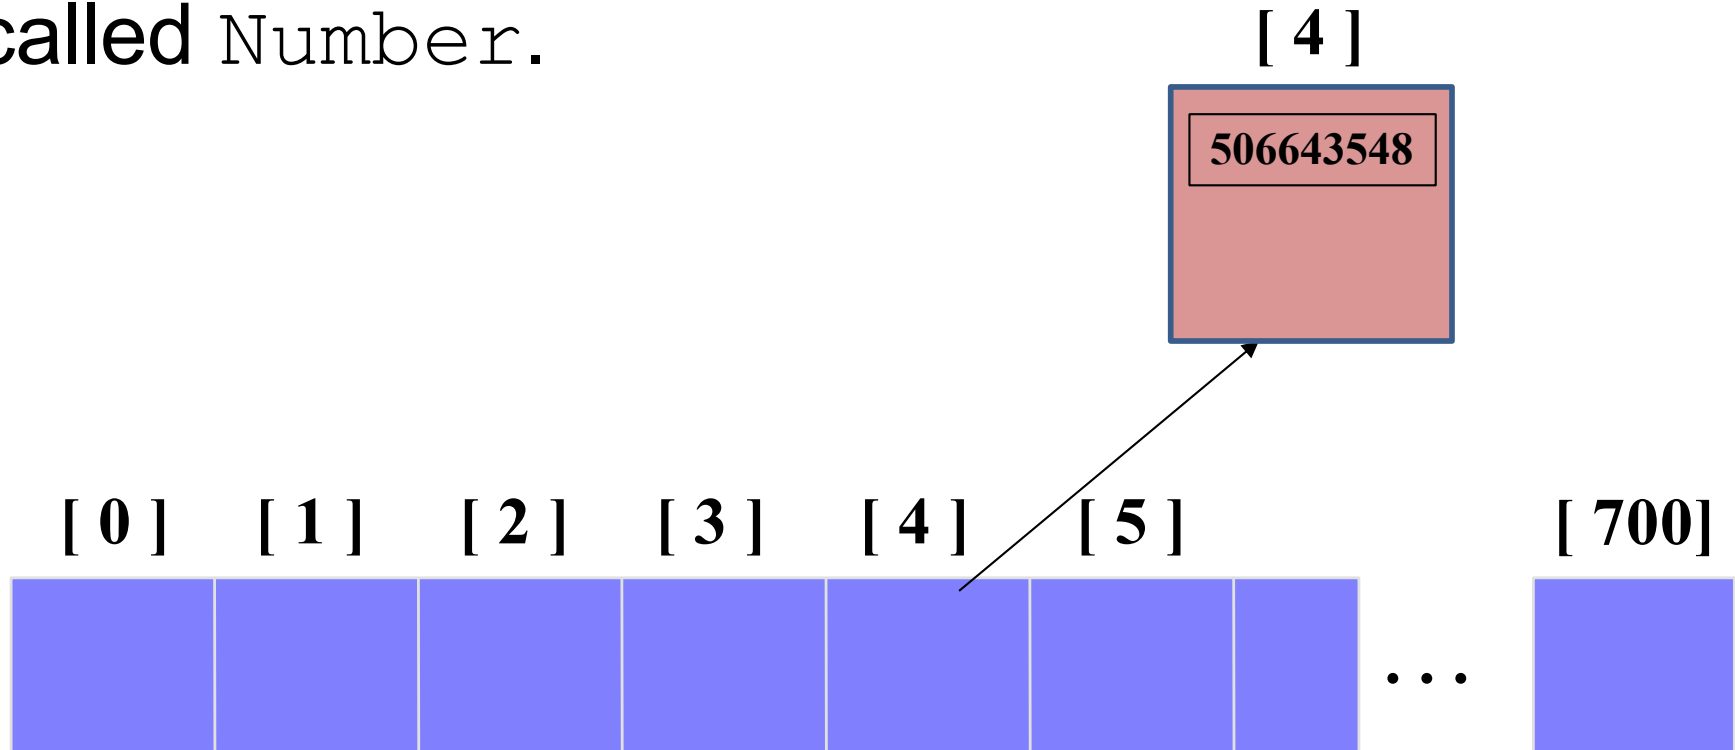 called Number.
[ 4 ]
506643548
[ 0 ] [ 1 ] [ 2 ] [ 3 ] [ 4 ] [ 5 ] [ 700]
. . .